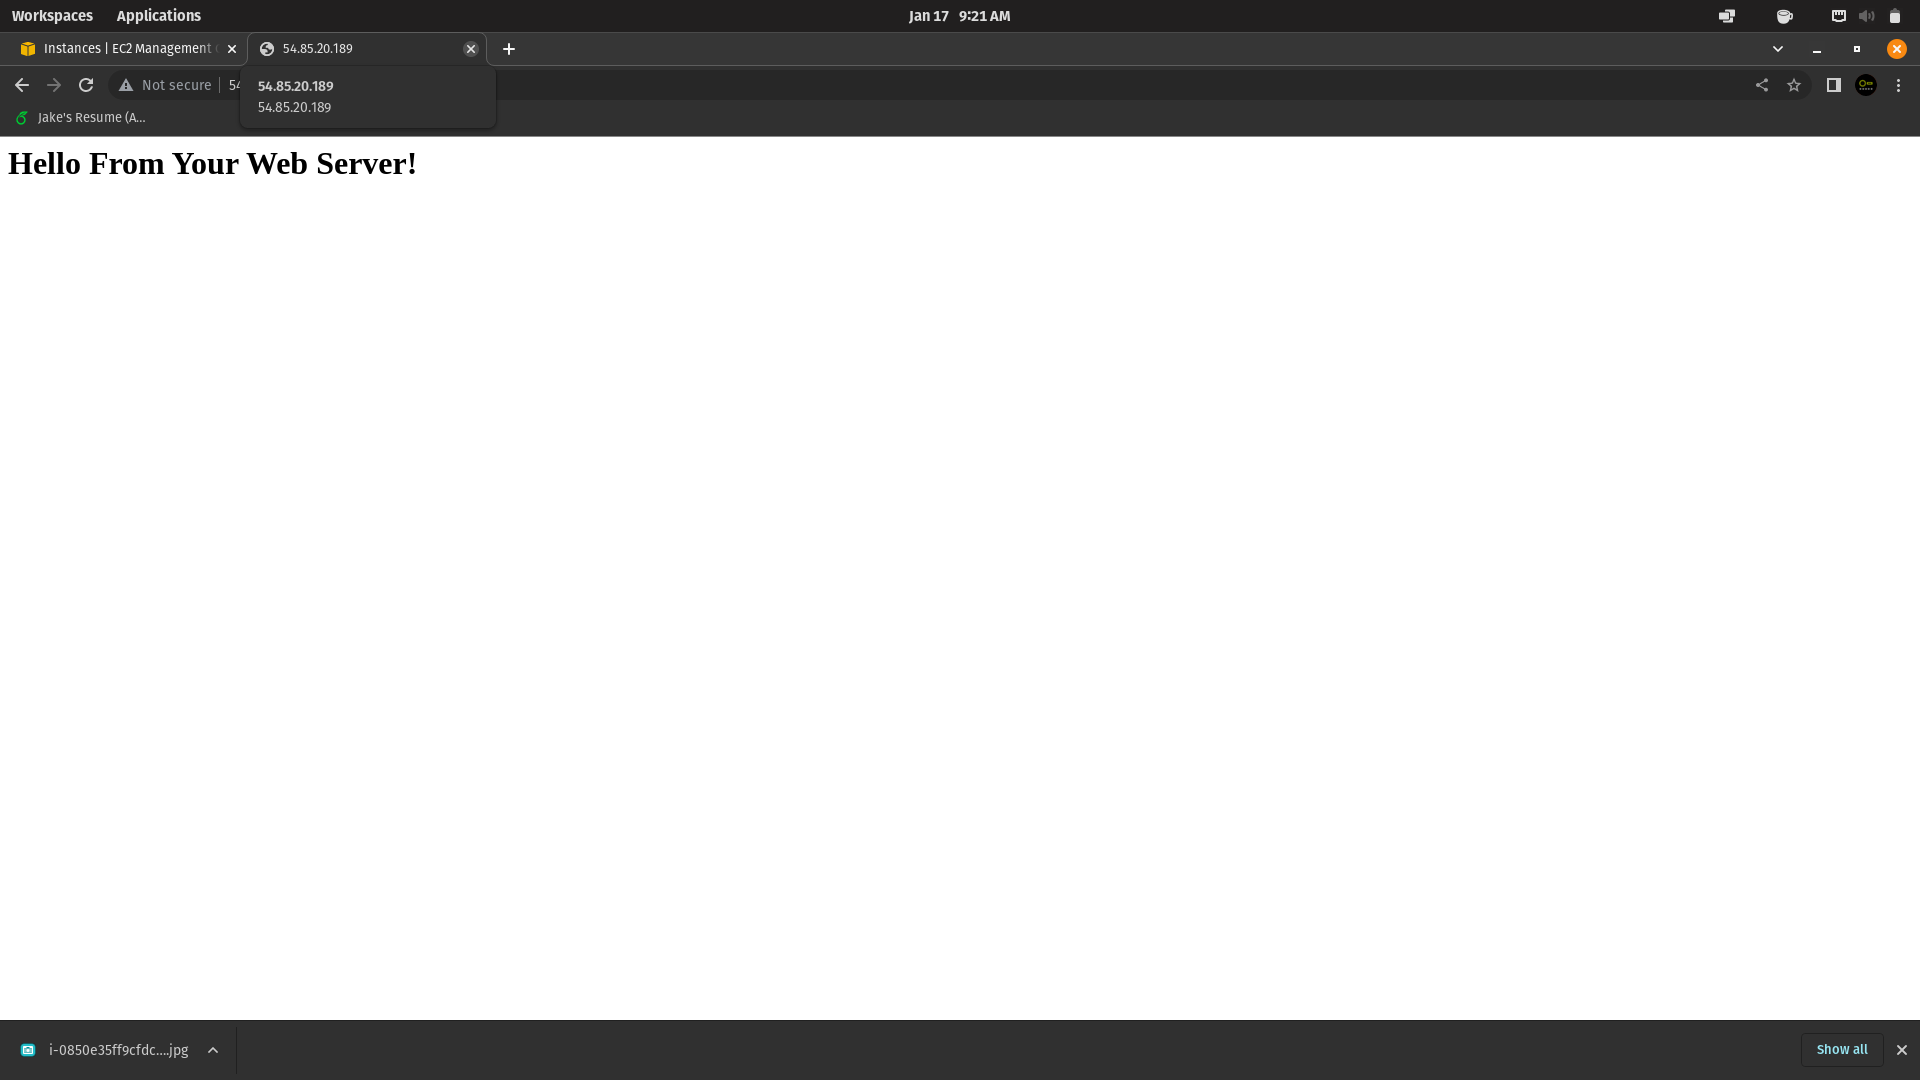 Workspaces Applications Jan 17 9:21 AM
Instances | EC2 Management 54.85.20.189
Not secure 54
54.85.20.189
54.85.20.189
Jake's Resume (A...
Hello From Your Web Server!
i-0850e35ff9cfdc....jpg Show all